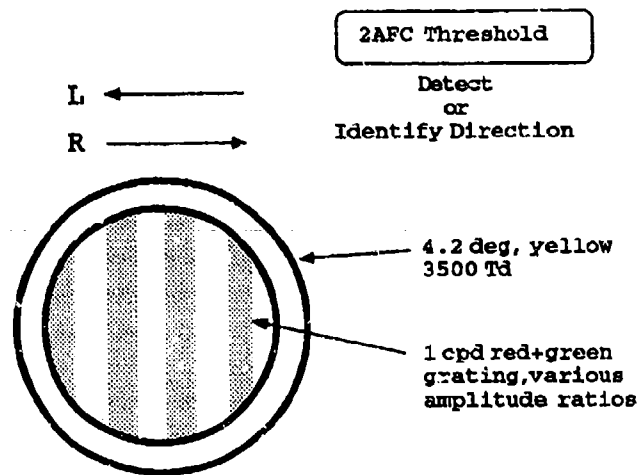 2AFC Threshold
Detect
or
Identify Direction
L
R
4.2 deg, yellow
3500 Td
1 cpd red+green
grating,various
amplitude ratios